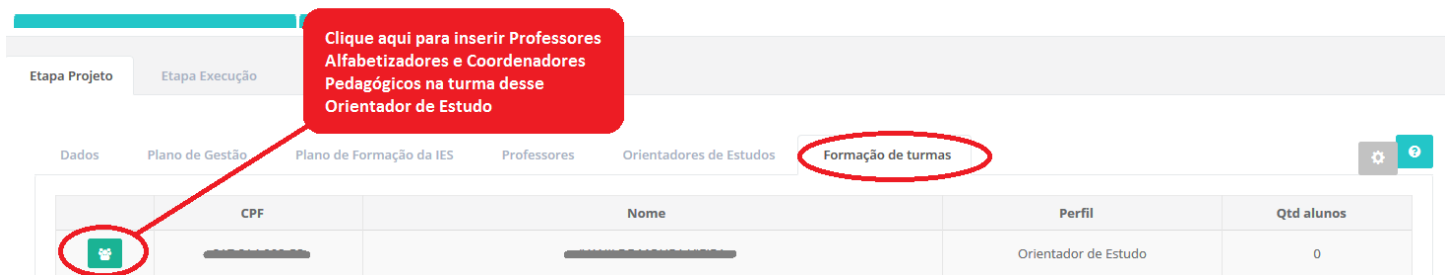 Clique aqui para inserir Professores
Alfabetizadores e Coordenadores
Pedagógicos na turma desse
Orientador de Estudo
Etapa Projeto Etapa Execução
Dados Plano de Gestão Plano de Formação da IES Professores Orientadores de Estudos Formação de turmas ?
CPF Nome Perfil Qtd alunos
Orientador de Estudo 0